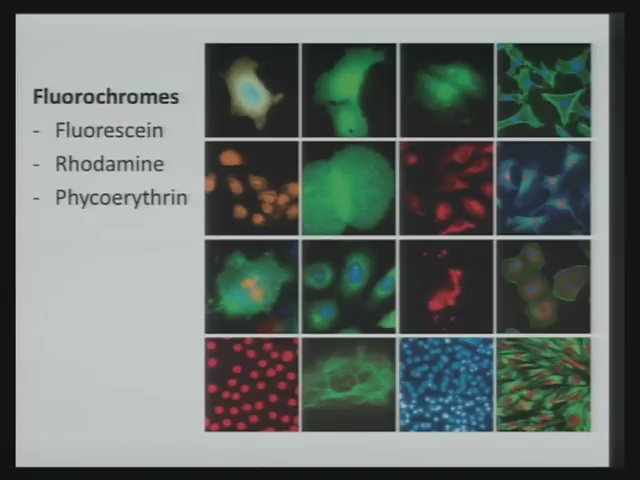 Fluorochromes
- Fluorescein
- Rhodamine
- Phycoerythrin